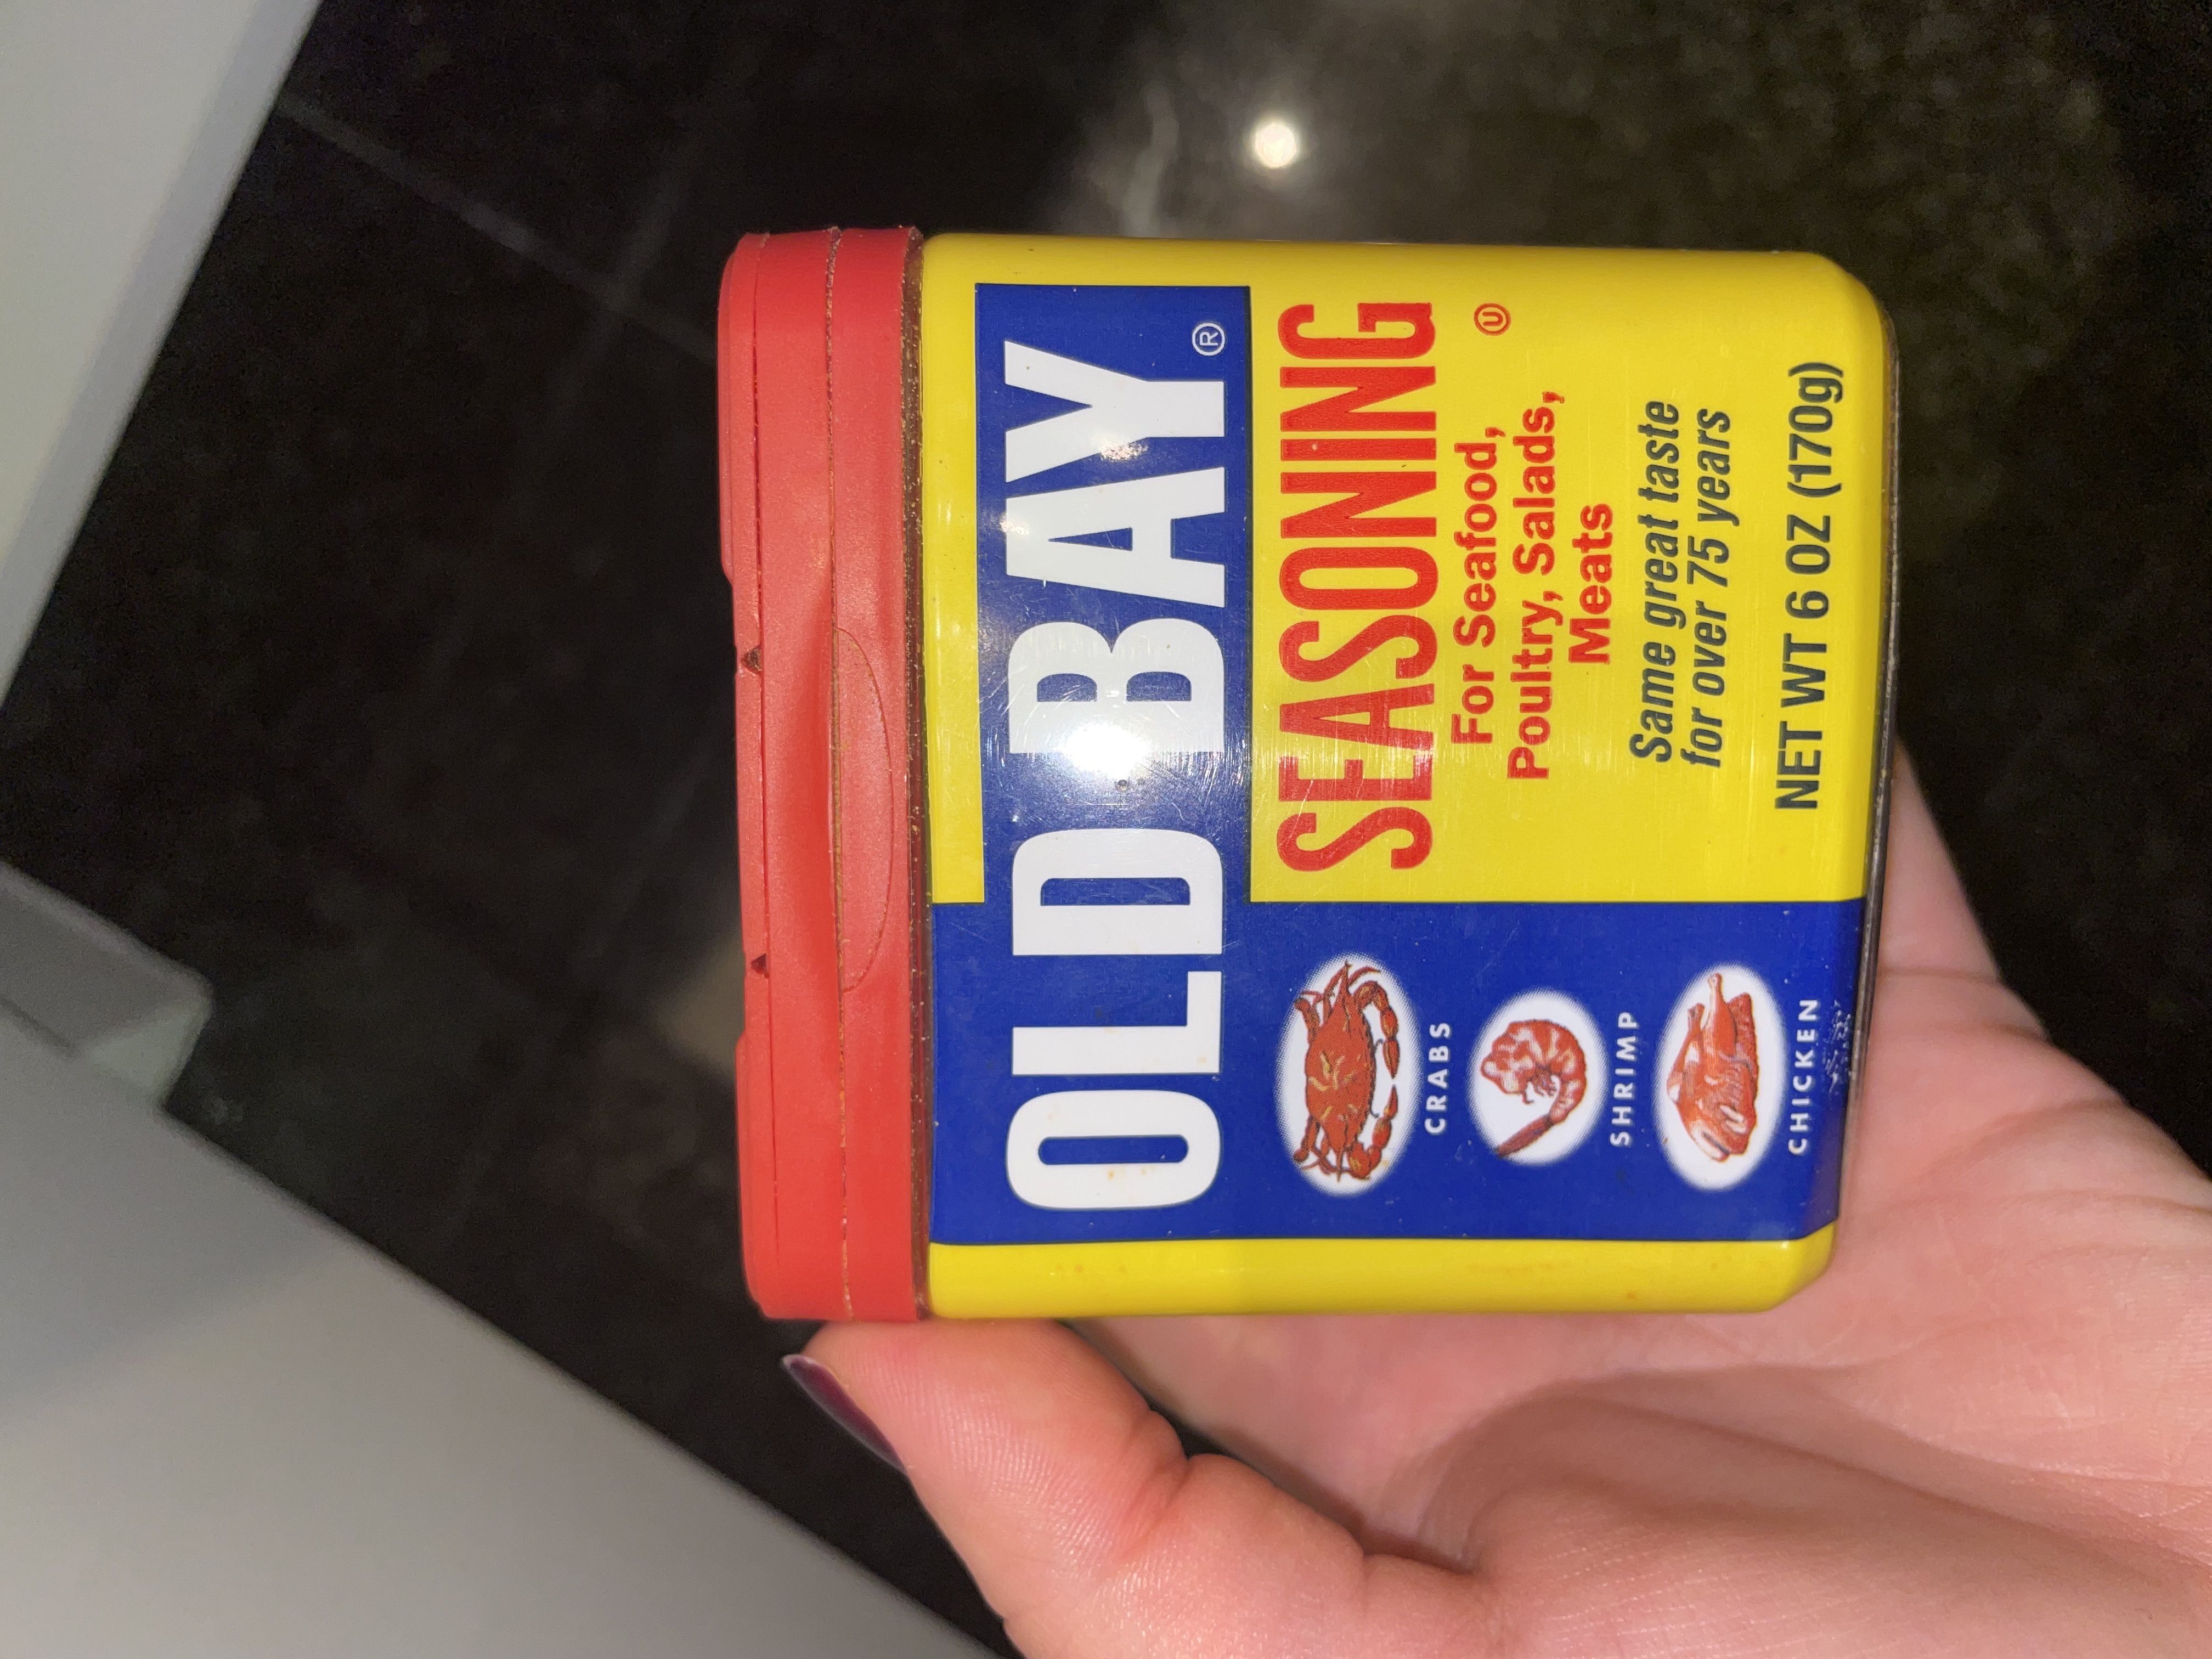 OLD BAY®
SEASONING
For Seafood,
Poultry, Salads,
Meats
U
Same great taste
for over 75 years
NET WT 6 OZ (170g)
CRABS
SHRIMP
CHICKEN